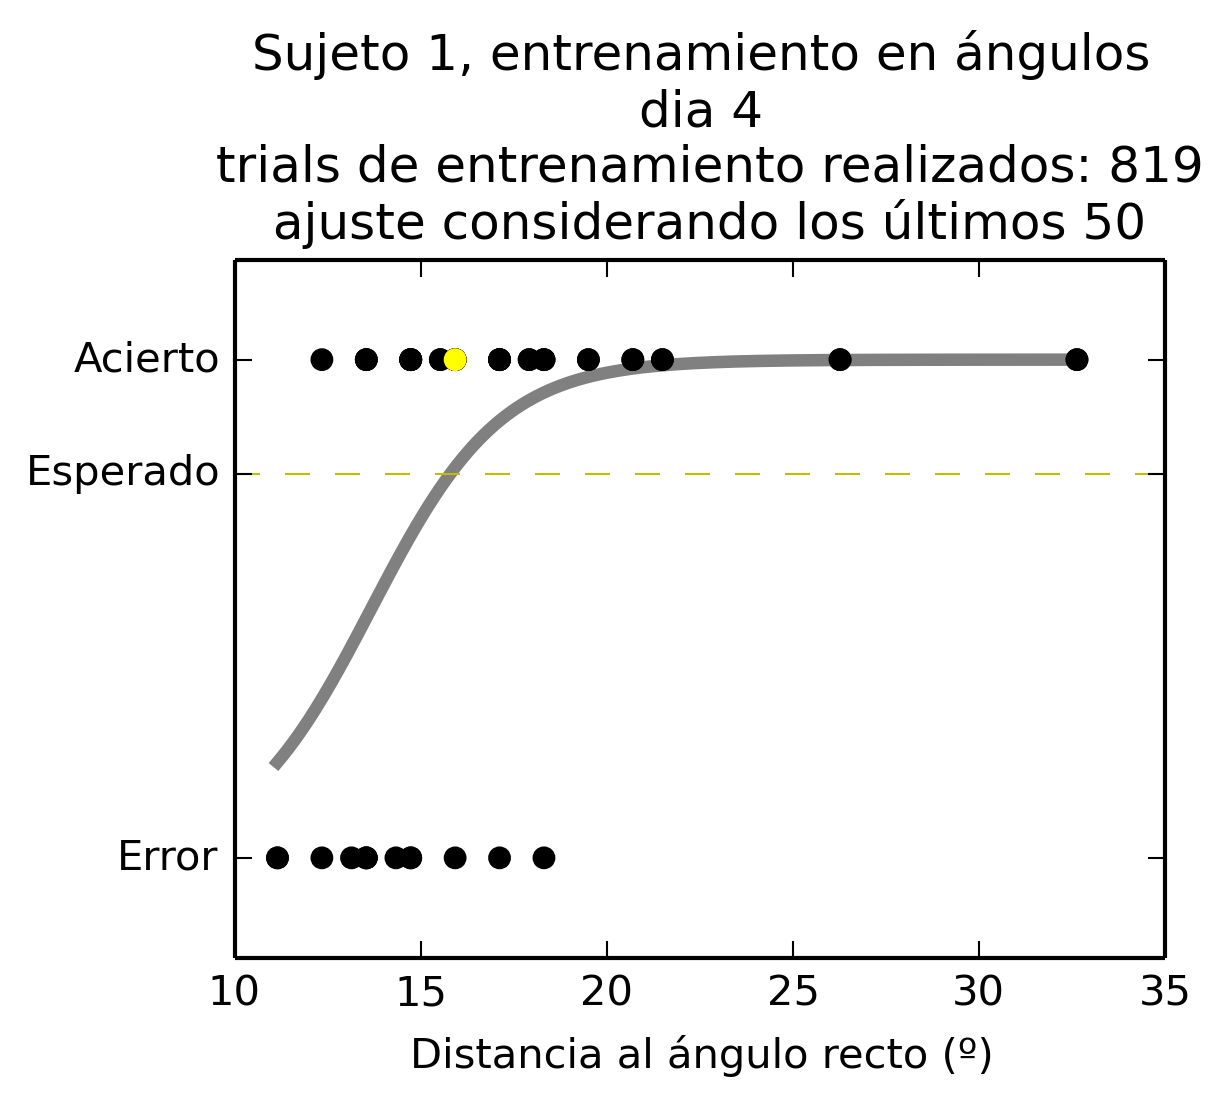 Sujeto 1, entrenamiento en ángulos
dia 4
trials de entrenamiento realizados: 819
ajuste considerando los últimos 50
Acierto
Esperado
Error
10 15 20 25 30 35
Distancia al ángulo recto (º)